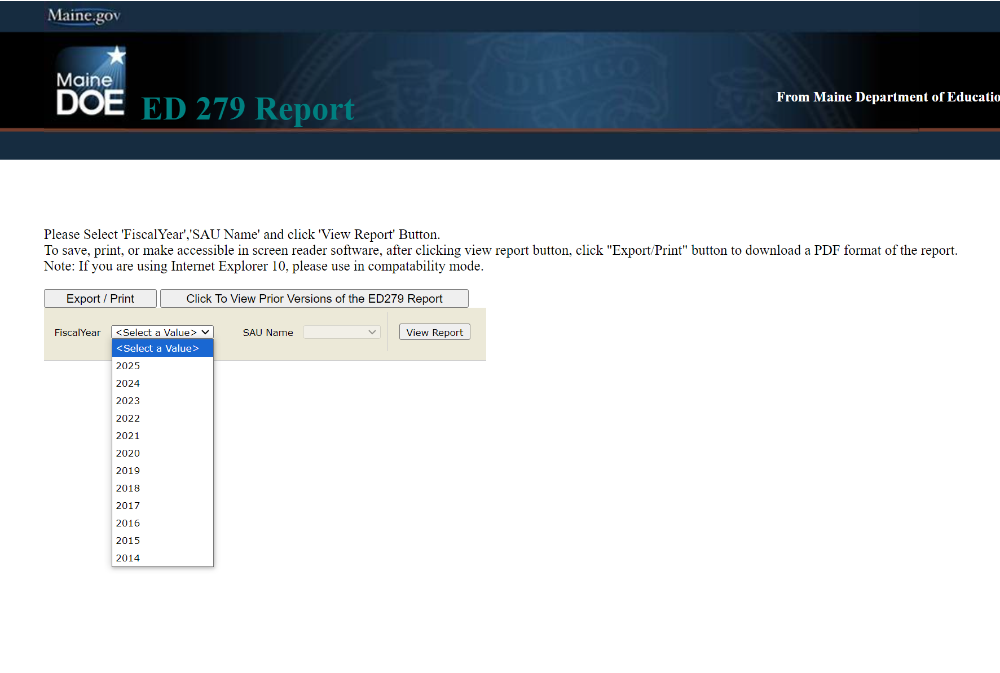 Maine.gov
Maine
DOE
ED 279 Report
DIRIGO
From Maine Department of Educatio
Please Select 'FiscalYear','SAU Name' and click 'View Report' Button.
To save, print, or make accessible in screen reader software, after clicking view report button, click "Export/Print" button to download a PDF format of the report.
Note: If you are using Internet Explorer 10, please use in compatability mode.
Export / Print
Click To View Prior Versions of the ED279 Report
FiscalYear
<Select a Value>
SAU Name
View Report
<Select a Value>
2025
2024
2023
2022
2021
2020
2019
2018
2017
2016
2015
2014